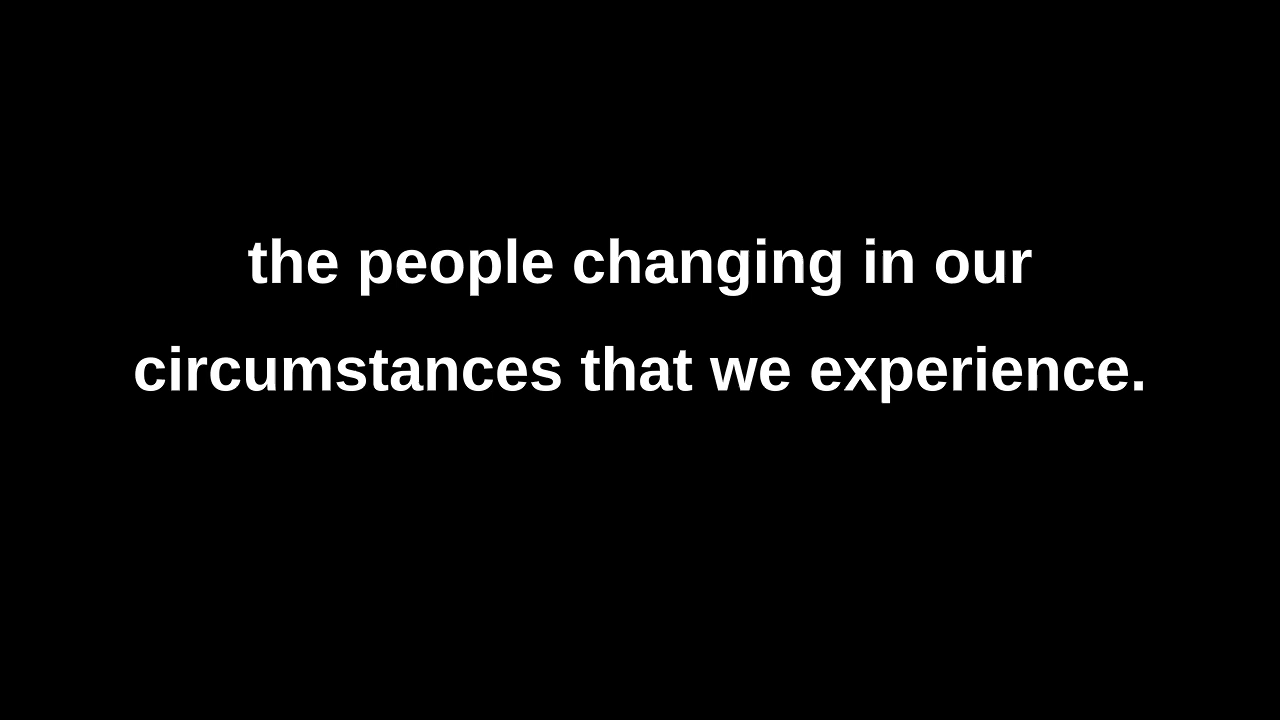 the people changing in our
circumstances that we experience.